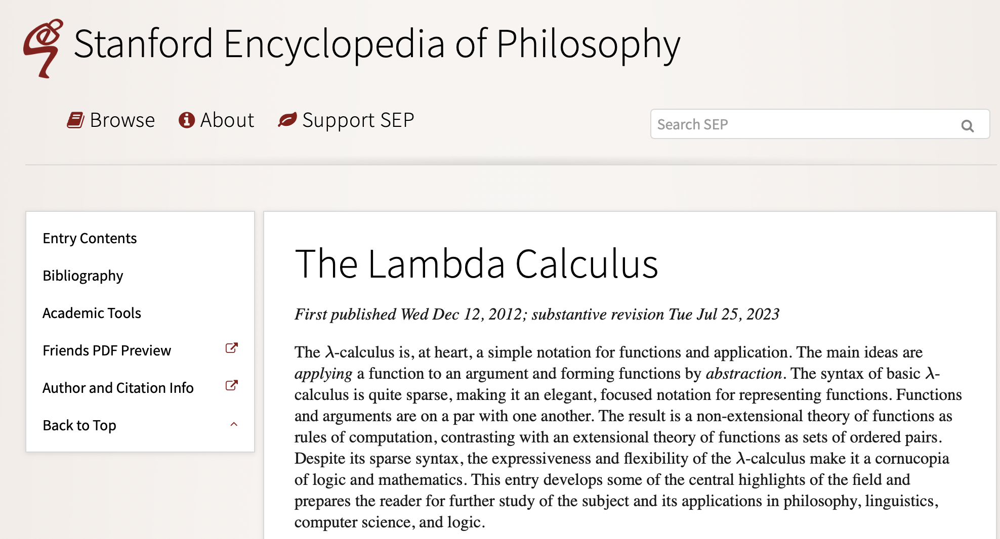 Stanford Encyclopedia of Philosophy
Browse
About
Support SEP
Search SEP
Entry Contents
Bibliography
Academic Tools
Friends PDF Preview
Author and Citation Info
Back to Top
The Lambda Calculus
First published Wed Dec 12, 2012; substantive revision Tue Jul 25, 2023
The λ-calculus is, at heart, a simple notation for functions and application. The main ideas are
applying a function to an argument and forming functions by abstraction. The syntax of basic λ-
calculus is quite sparse, making it an elegant, focused notation for representing functions. Functions
and arguments are on a par with one another. The result is a non-extensional theory of functions as
rules of computation, contrasting with an extensional theory of functions as sets of ordered pairs.
Despite its sparse syntax, the expressiveness and flexibility of the λ-calculus make it a cornucopia
of logic and mathematics. This entry develops some of the central highlights of the field and
prepares the reader for further study of the subject and its applications in philosophy, linguistics,
computer science, and logic.